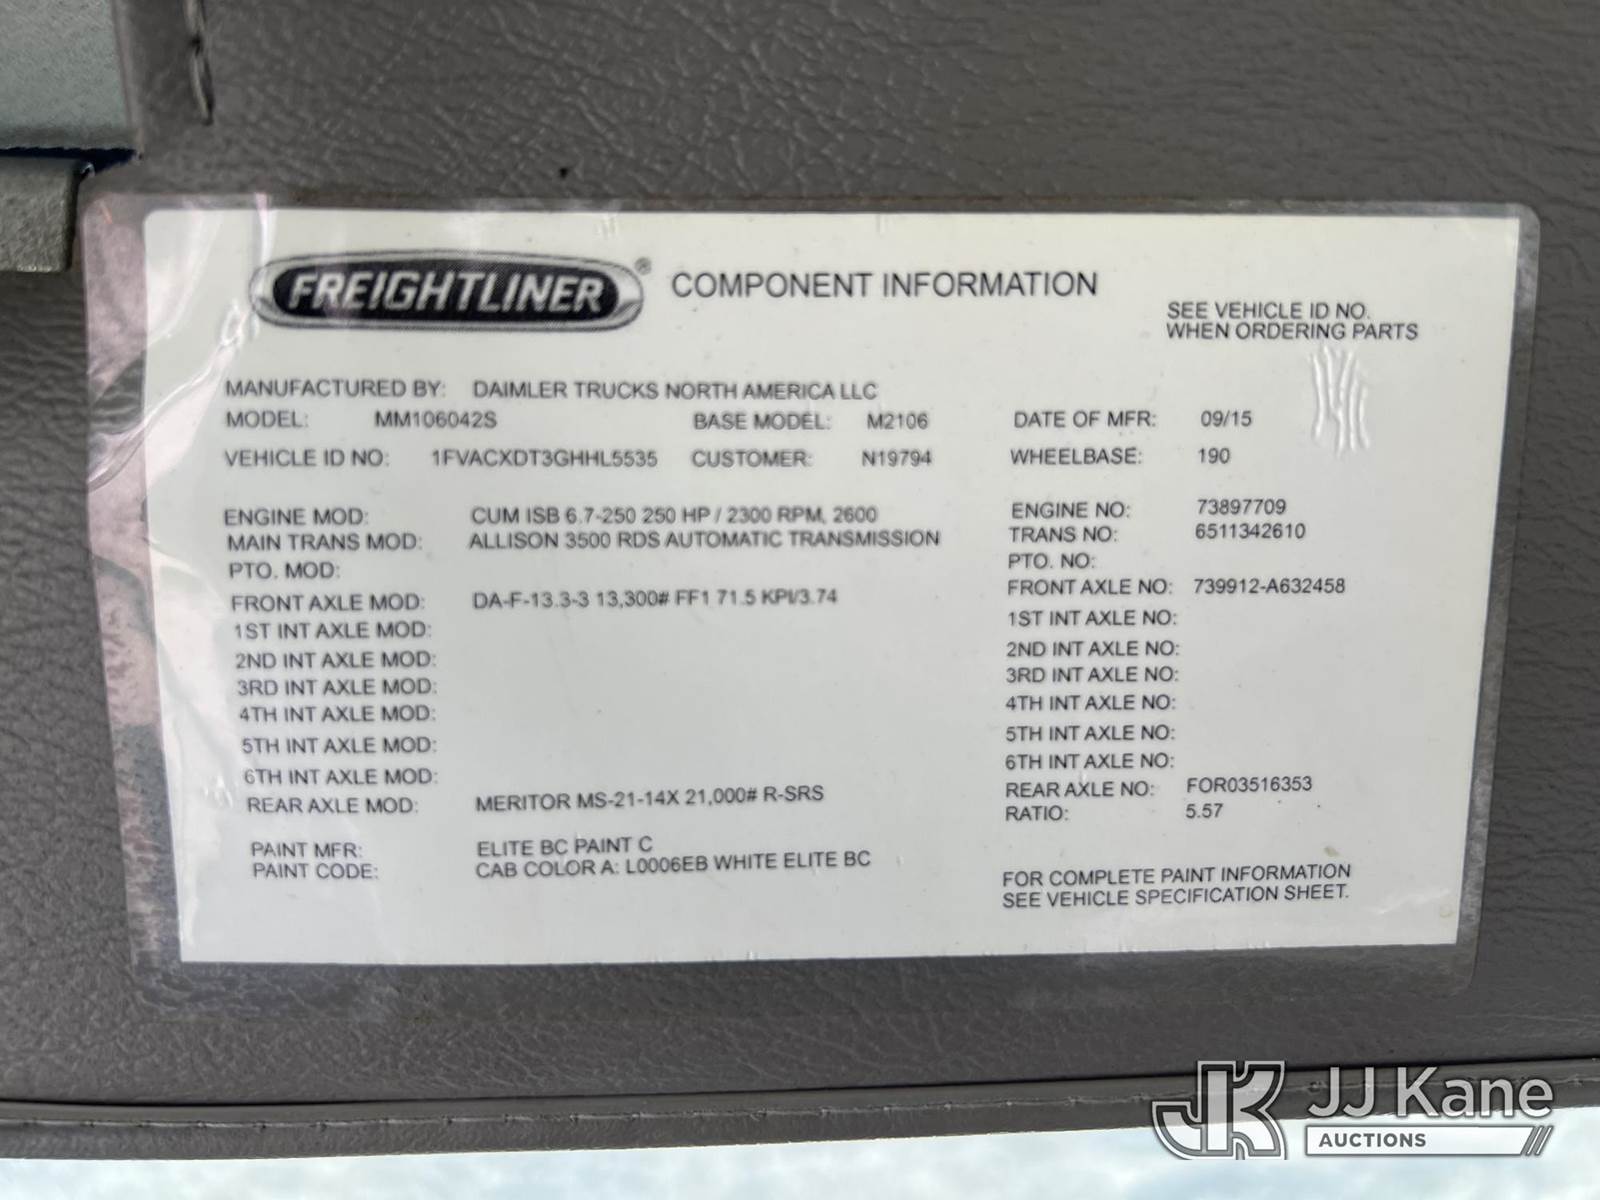 FREIGHTLINER® COMPONENT INFORMATION
SEE VEHICLE ID NO.
WHEN ORDERING PARTS
MANUFACTURED BY: DAIMLER TRUCKS NORTH AMERICA LLC
MODEL: MM106042S BASE MODEL: M2106 DATE OF MFR: 09/15
VEHICLE ID NO: 1FVACXDT3GHHL5535 CUSTOMER: N19794 WHEELBASE: 190
ENGINE MOD: CUM ISB 6.7-250 250 HP / 2300 RPM, 2600 ENGINE NO: 73897709
MAIN TRANS MOD: ALLISON 3500 RDS AUTOMATIC TRANSMISSION TRANS NO: 6511342610
PTO. MOD: PTO. NO:
FRONT AXLE MOD: DA-F-13.3-3 13,300# FF1 71.5 KPI/3.74 FRONT AXLE NO: 739912-A632458
1ST INT AXLE MOD: 1ST INT AXLE NO:
2ND INT AXLE MOD: 2ND INT AXLE NO:
3RD INT AXLE MOD: 3RD INT AXLE NO:
4TH INT AXLE MOD: 4TH INT AXLE NO:
5TH INT AXLE MOD: 5TH INT AXLE NO:
6TH INT AXLE MOD: 6TH INT AXLE NO:
REAR AXLE MOD: MERITOR MS-21-14X 21,000# R-SRS REAR AXLE NO: FOR03516353
RATIO: 5.57
PAINT MFR: ELITE BC PAINT C
PAINT CODE: CAB COLOR A: L0006EB WHITE ELITE BC
FOR COMPLETE PAINT INFORMATION
SEE VEHICLE SPECIFICATION SHEET.
JK JJ Kane
AUCTIONS